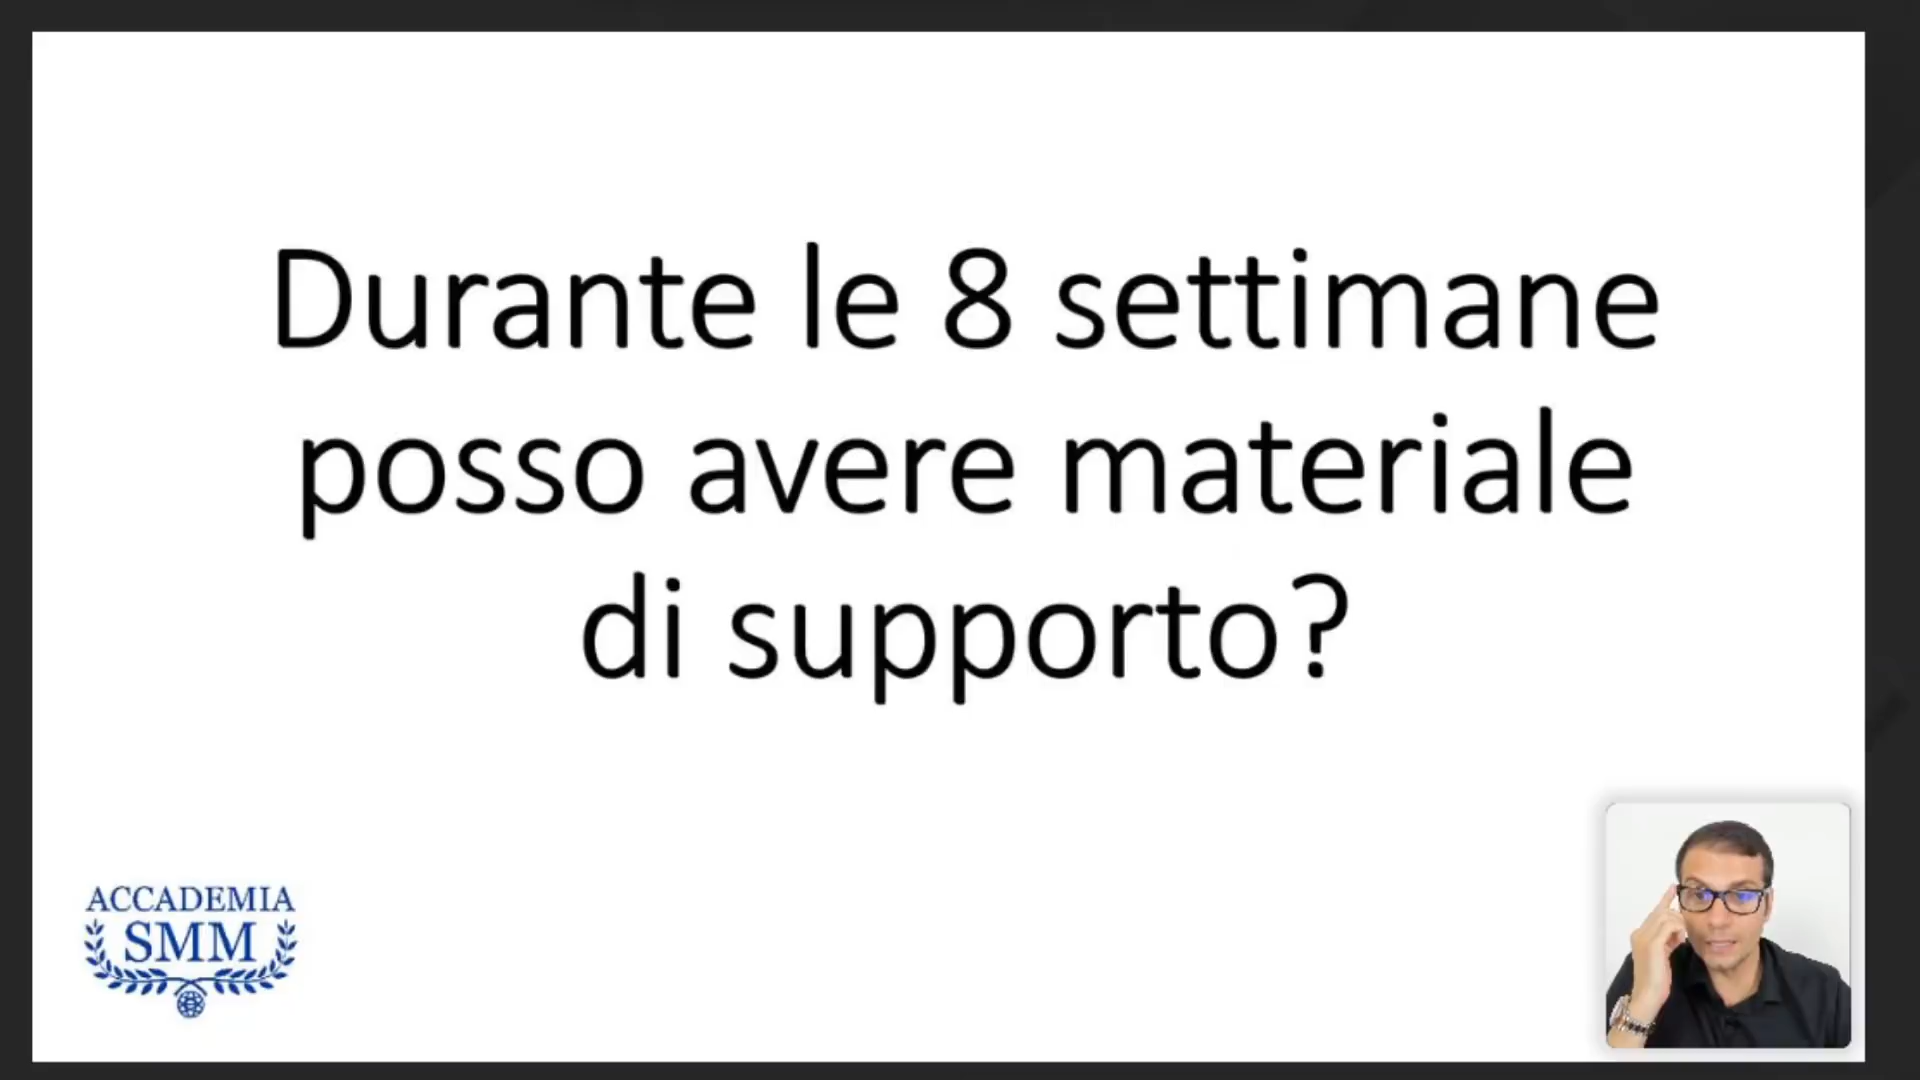 Durante le 8 settimane
posso avere materiale
di supporto?
ACCADEMIA
SMM